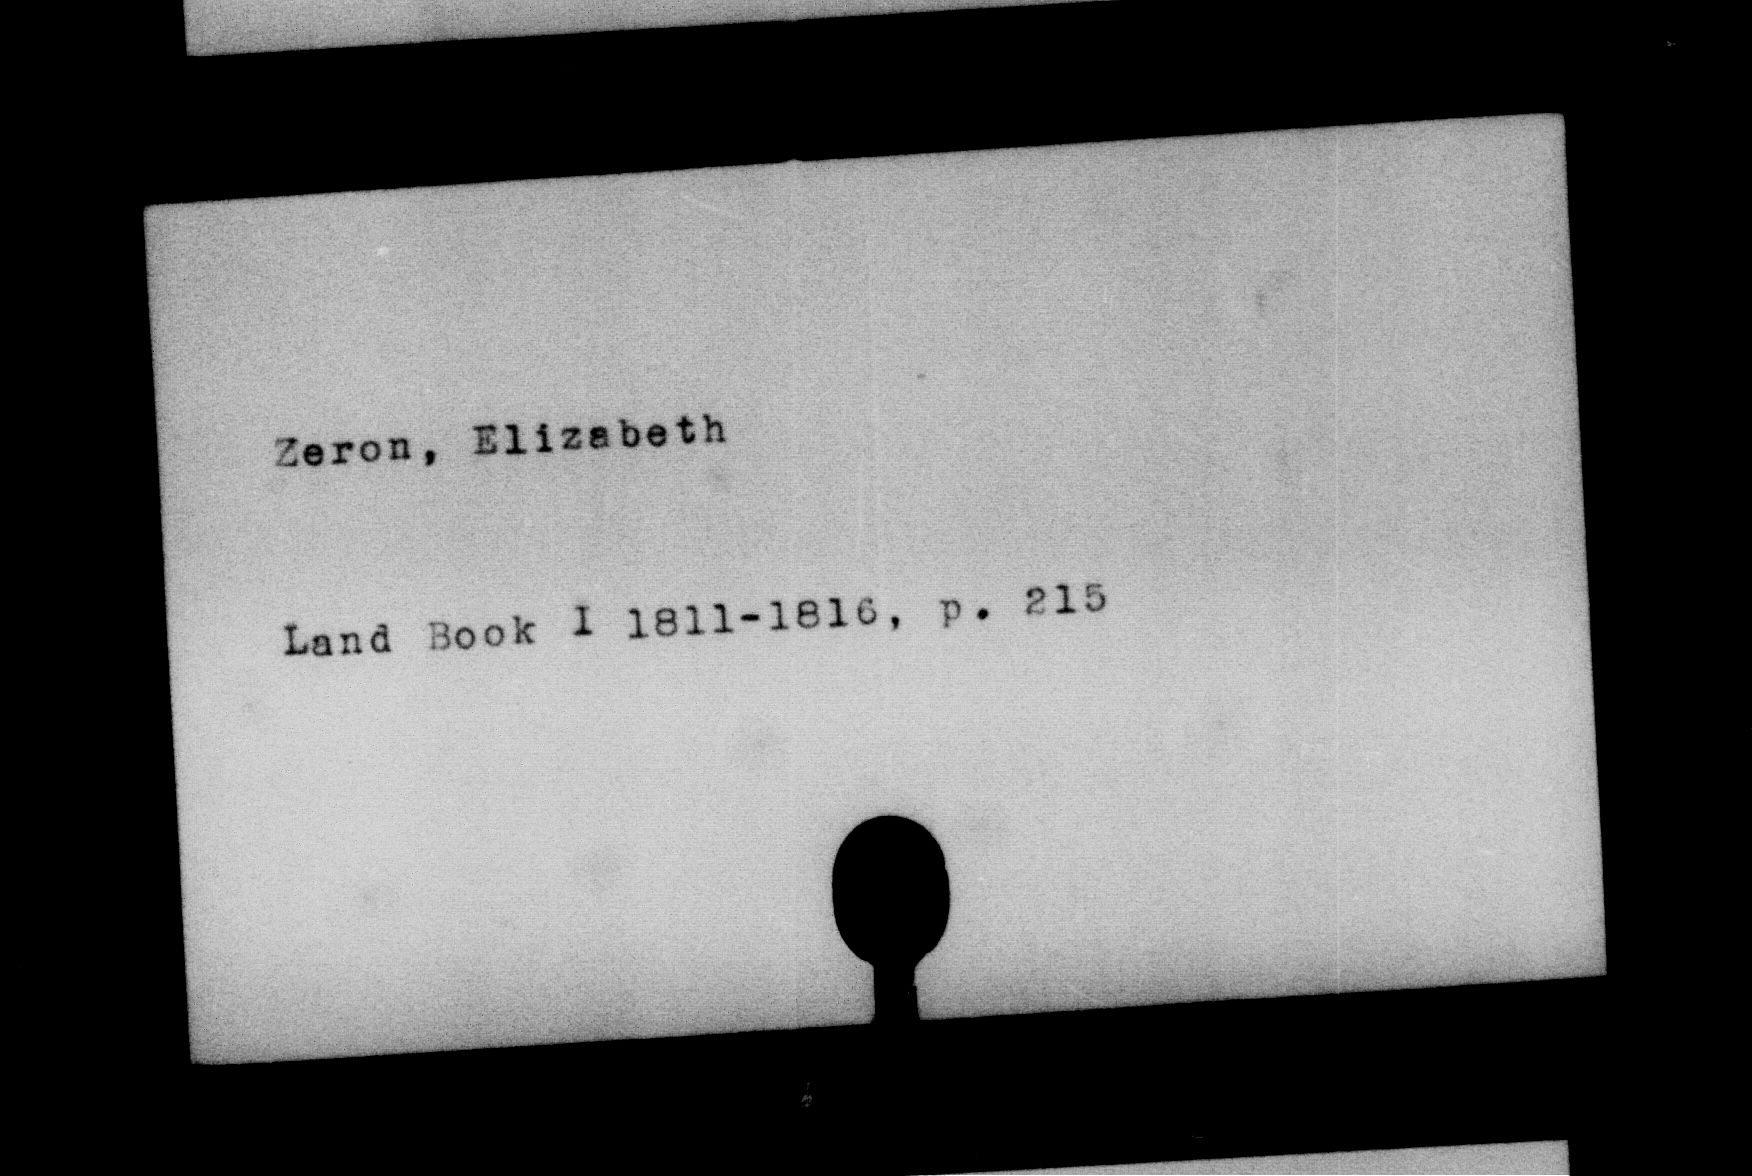 Zeron, Elizabeth
Land Book I 1811-1816, p. 215